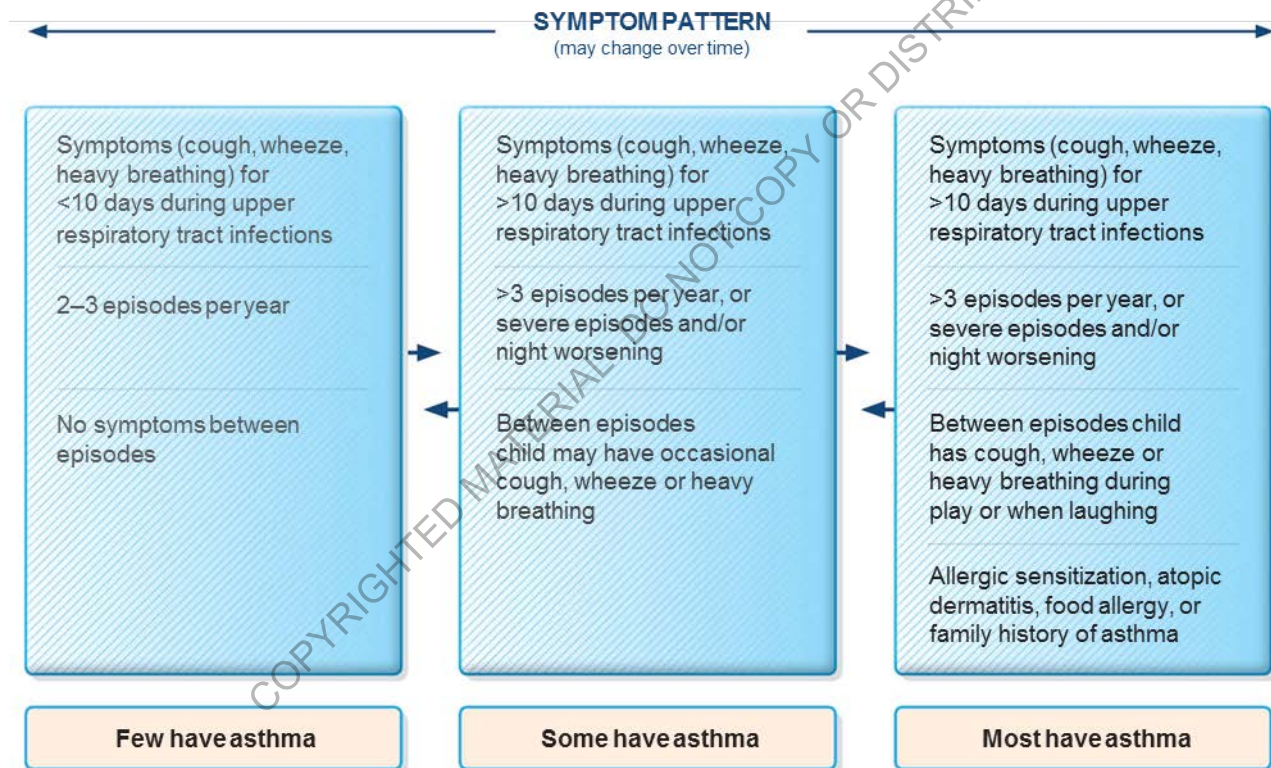 SYMPTOM PATTERN
(may change over time)
Symptoms (cough, wheeze,
heavy breathing) for
<10 days during upper
respiratory tract infections
2–3 episodes per year
No symptoms between
episodes
Few have asthma
Symptoms (cough, wheeze,
heavy breathing) for
>10 days during upper
respiratory tract infections
>3 episodes per year, or
severe episodes and/or
night worsening
Between episodes
child may have occasional
cough, wheeze or heavy
breathing
Some have asthma
Symptoms (cough, wheeze,
heavy breathing) for
>10 days during upper
respiratory tract infections
>3 episodes per year, or
severe episodes and/or
night worsening
Between episodes child
has cough, wheeze or
heavy breathing during
play or when laughing
Allergic sensitization, atopic
dermatitis, food allergy, or
family history of asthma
Most have asthma
COPYRIGHTED MATERIAL DO NOT COPY OR